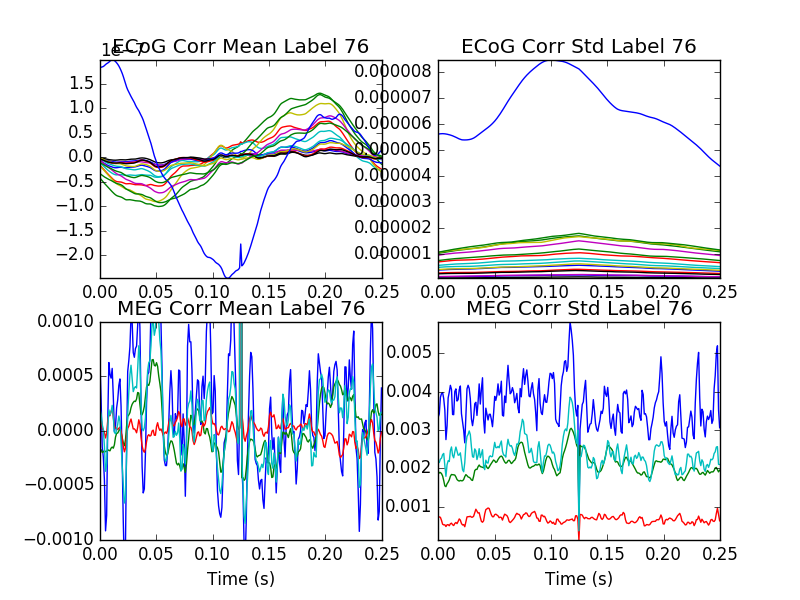 ECoG Corr Mean Label 76
1e−7
1.5
1.0
0.5
0.0
−0.5
−1.0
−1.5
−2.0
0.00 0.05 0.10 0.15 0.20 0.25
ECoG Corr Std Label 76
0.000008
0.000007
0.000006
0.000005
0.000004
0.000003
0.000002
0.000001
0.00 0.05 0.10 0.15 0.20 0.25
MEG Corr Mean Label 76
0.0010
0.0005
0.0000
−0.0005
−0.0010
0.00 0.05 0.10 0.15 0.20 0.25
Time (s)
MEG Corr Std Label 76
0.005
0.004
0.003
0.002
0.001
0.00 0.05 0.10 0.15 0.20 0.25
Time (s)